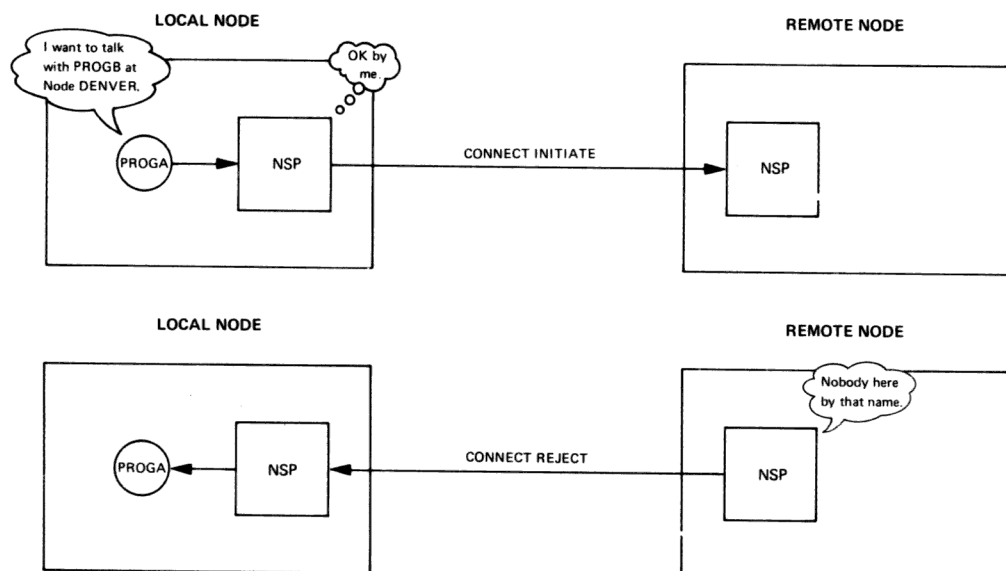 LOCAL NODE
REMOTE NODE
I want to talk
with PROGB at
Node DENVER.
OK by
me.
PROGA
NSP
CONNECT INITIATE
NSP
LOCAL NODE
REMOTE NODE
Nobody here
by that name.
PROGA
NSP
CONNECT REJECT
NSP